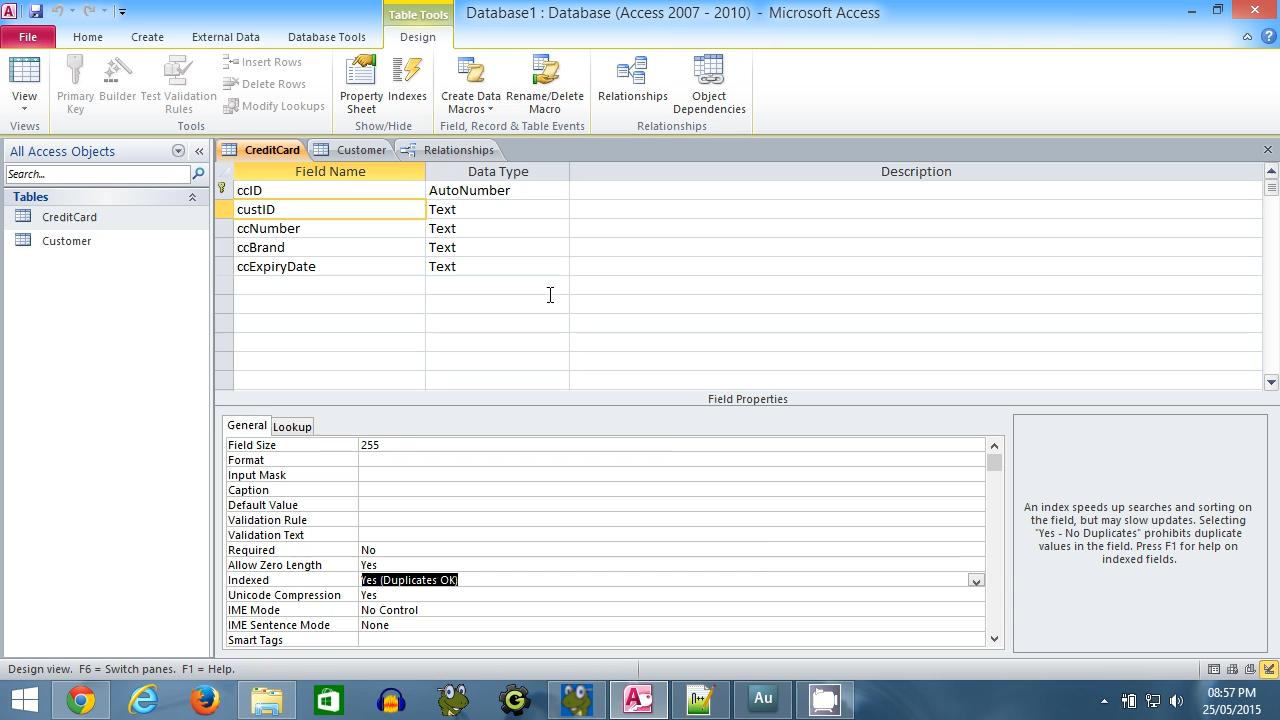 Table Tools
Database1 : Database (Access 2007 - 2010) - Microsoft Access
File Home Create External Data Database Tools Design
View
Primary Key
Builder
Test Validation Rules
Insert Rows
Delete Rows
Modify Lookups
Property Sheet
Indexes
Create Data Macros
Rename/Delete Macro
Relationships
Object Dependencies
Views Tools Show/Hide Field, Record & Table Events Relationships
All Access Objects
CreditCard Customer Relationships
Search...
Tables
CreditCard
Customer
Field Name Data Type Description
ccID AutoNumber
custID Text
ccNumber Text
ccBrand Text
ccExpiryDate Text
Field Properties
General Lookup
Field Size 255
Format
Input Mask
Caption
Default Value
Validation Rule
Validation Text
Required No
Allow Zero Length Yes
Indexed Yes (Duplicates OK)
Unicode Compression Yes
IME Mode No Control
IME Sentence Mode None
Smart Tags
An index speeds up searches and sorting on
the field, but may slow updates. Selecting
"Yes - No Duplicates" prohibits duplicate
values in the field. Press F1 for help on
indexed fields.
Design view. F6 = Switch panes. F1 = Help.
Au
08:57 PM
25/05/2015